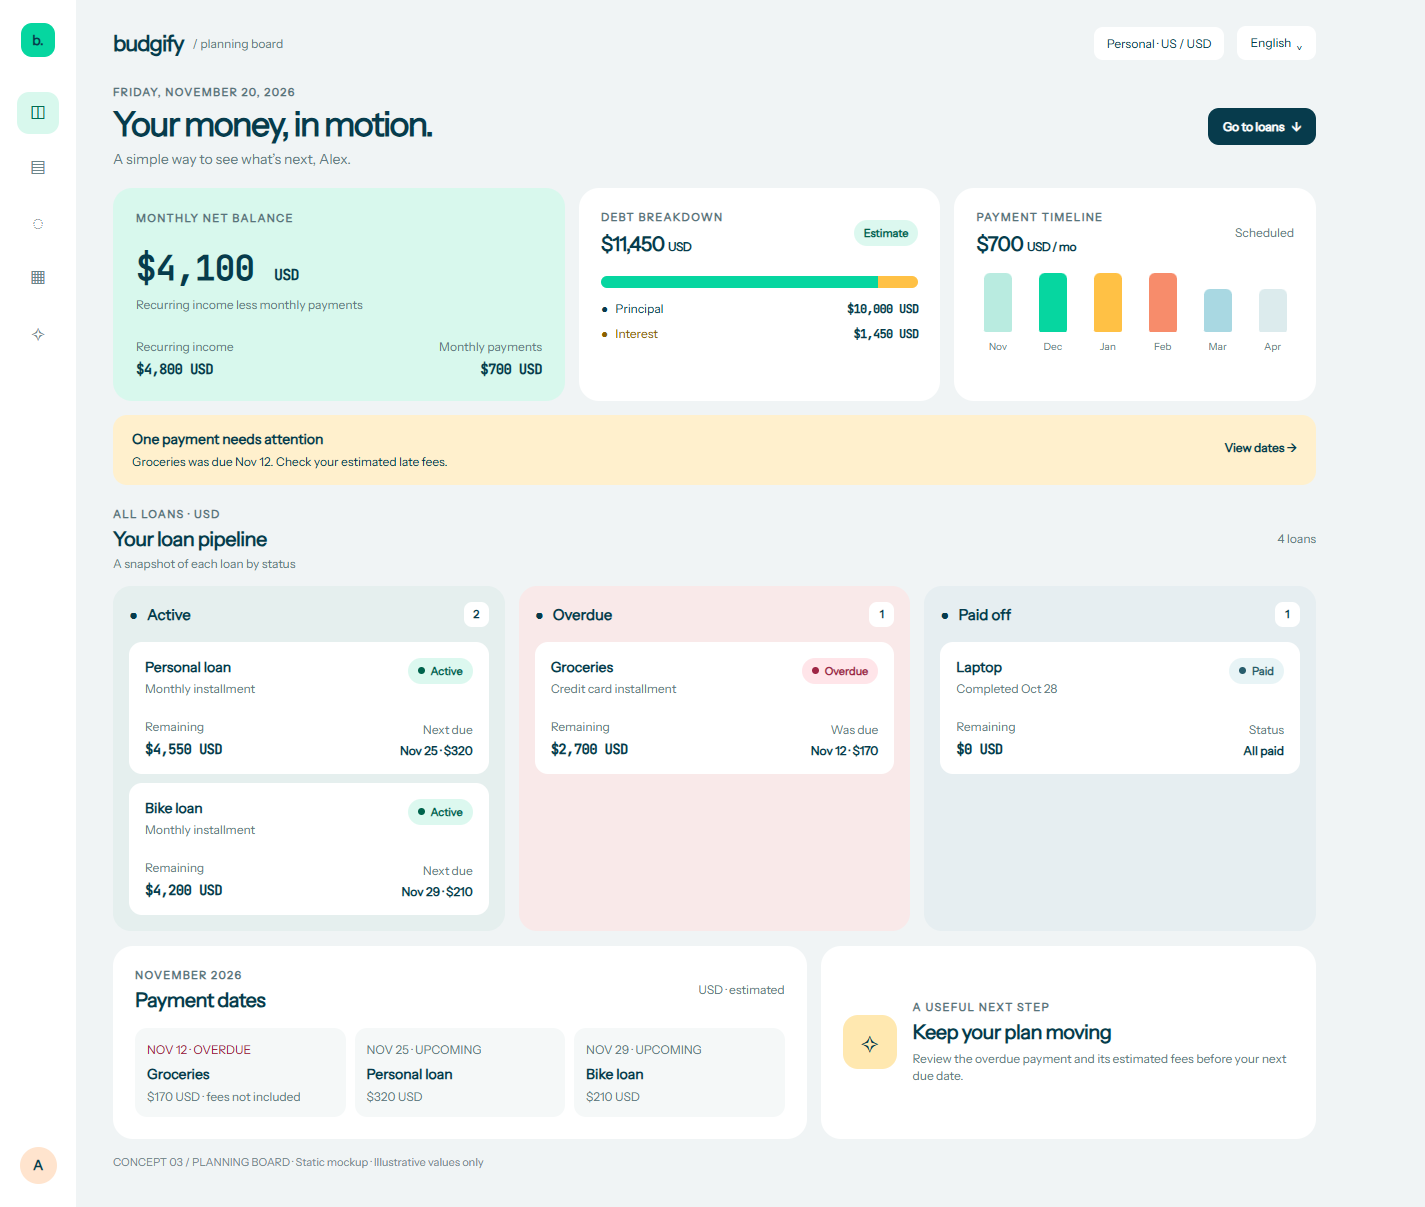 b.
budgify / planning board
Personal · US / USD
English
FRIDAY, NOVEMBER 20, 2026
Your money, in motion.
A simple way to see what's next, Alex.
Go to loans ↓
MONTHLY NET BALANCE
$4,100 USD
Recurring income less monthly payments
Recurring income
$4,800 USD
Monthly payments
$700 USD
DEBT BREAKDOWN
$11,450 USD
Estimate
Principal $10,000 USD
Interest $1,450 USD
PAYMENT TIMELINE
$700 USD / mo
Scheduled
Nov Dec Jan Feb Mar Apr
One payment needs attention
Groceries was due Nov 12. Check your estimated late fees.
View dates →
ALL LOANS · USD
Your loan pipeline
A snapshot of each loan by status
4 loans
Active 2
Personal loan
Active
Monthly installment
Remaining
$4,550 USD
Next due
Nov 25 · $320
Bike loan
Active
Monthly installment
Remaining
$4,200 USD
Next due
Nov 29 · $210
Overdue 1
Groceries
Overdue
Credit card installment
Remaining
$2,700 USD
Was due
Nov 12 · $170
Paid off 1
Laptop
Paid
Completed Oct 28
Remaining
$0 USD
Status
All paid
NOVEMBER 2026
Payment dates
USD · estimated
NOV 12 · OVERDUE
Groceries
$170 USD · fees not included
NOV 25 · UPCOMING
Personal loan
$320 USD
NOV 29 · UPCOMING
Bike loan
$210 USD
A USEFUL NEXT STEP
Keep your plan moving
Review the overdue payment and its estimated fees before your next
due date.
A
CONCEPT 03 / PLANNING BOARD · Static mockup · Illustrative values only